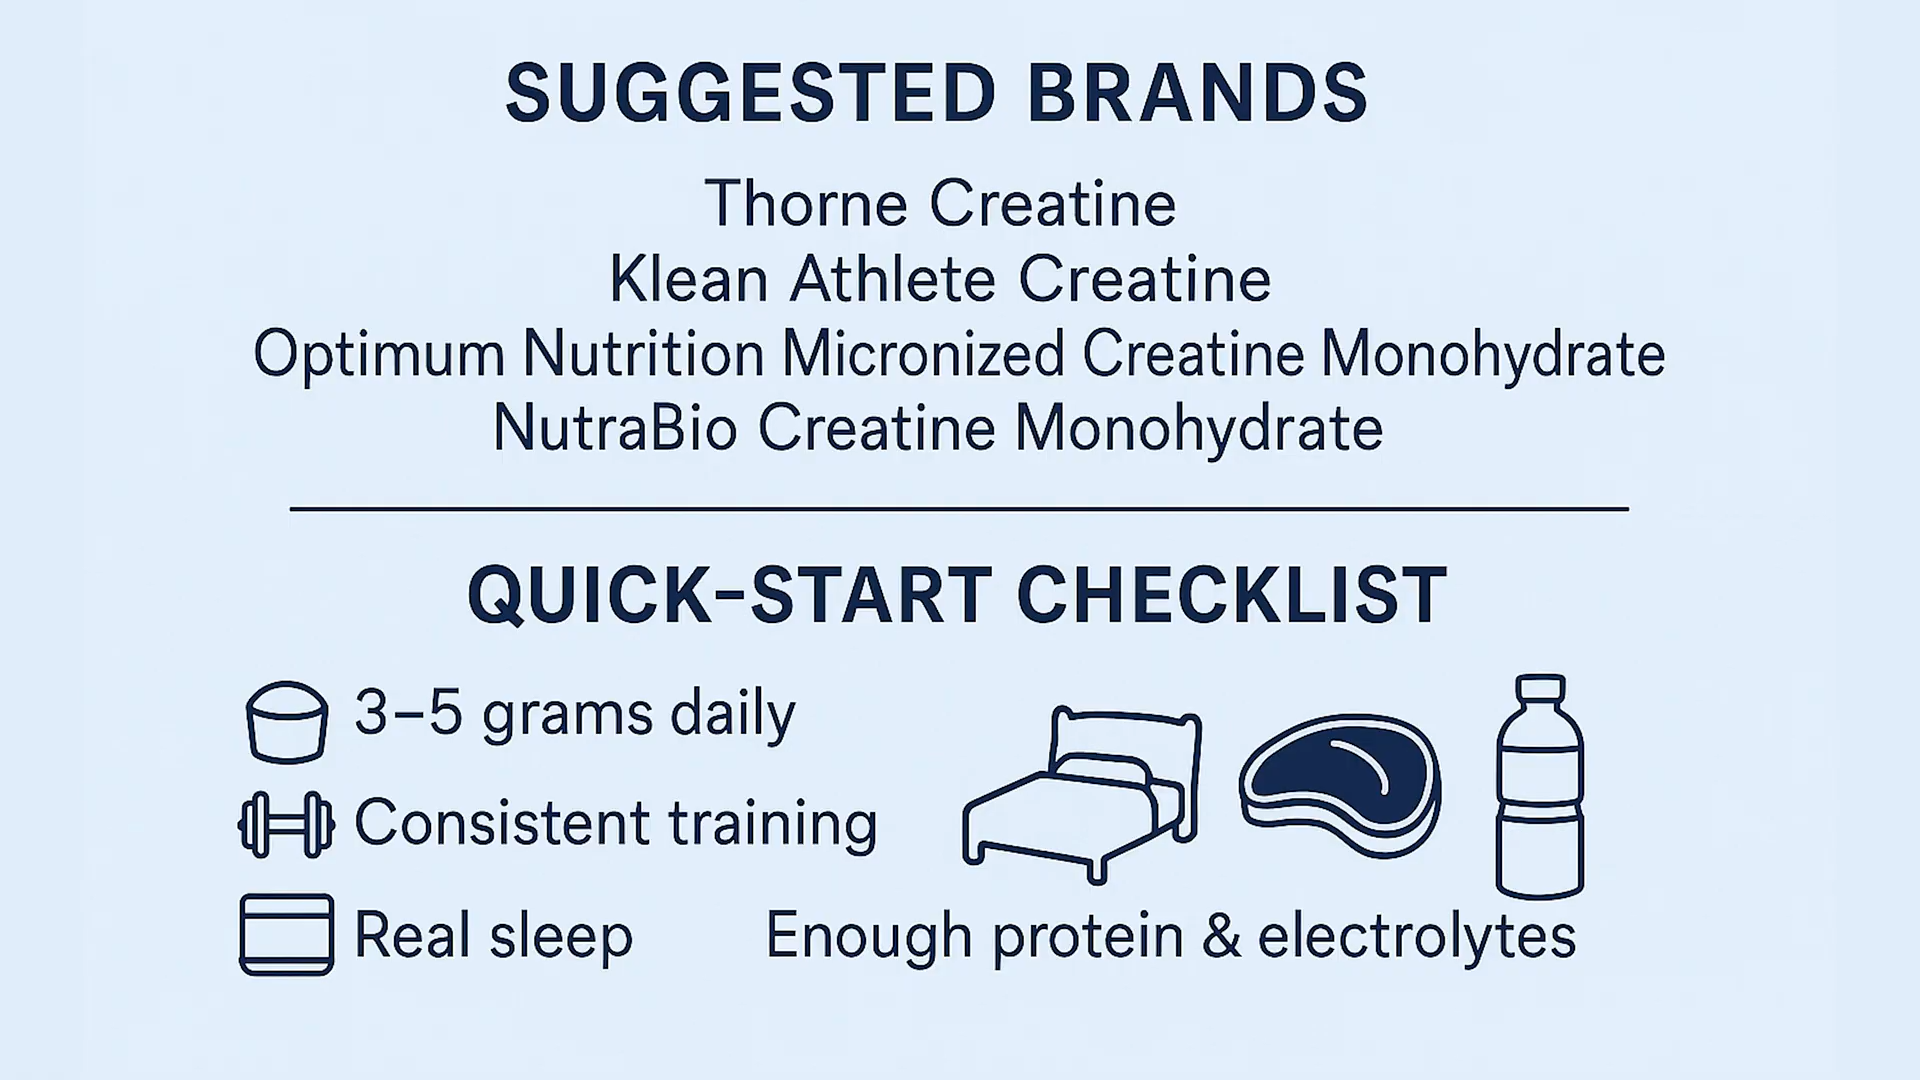 SUGGESTED BRANDS
Thorne Creatine
Klean Athlete Creatine
Optimum Nutrition Micronized Creatine Monohydrate
NutraBio Creatine Monohydrate
QUICK-START CHECKLIST
3–5 grams daily
Consistent training
Real sleep
Enough protein & electrolytes